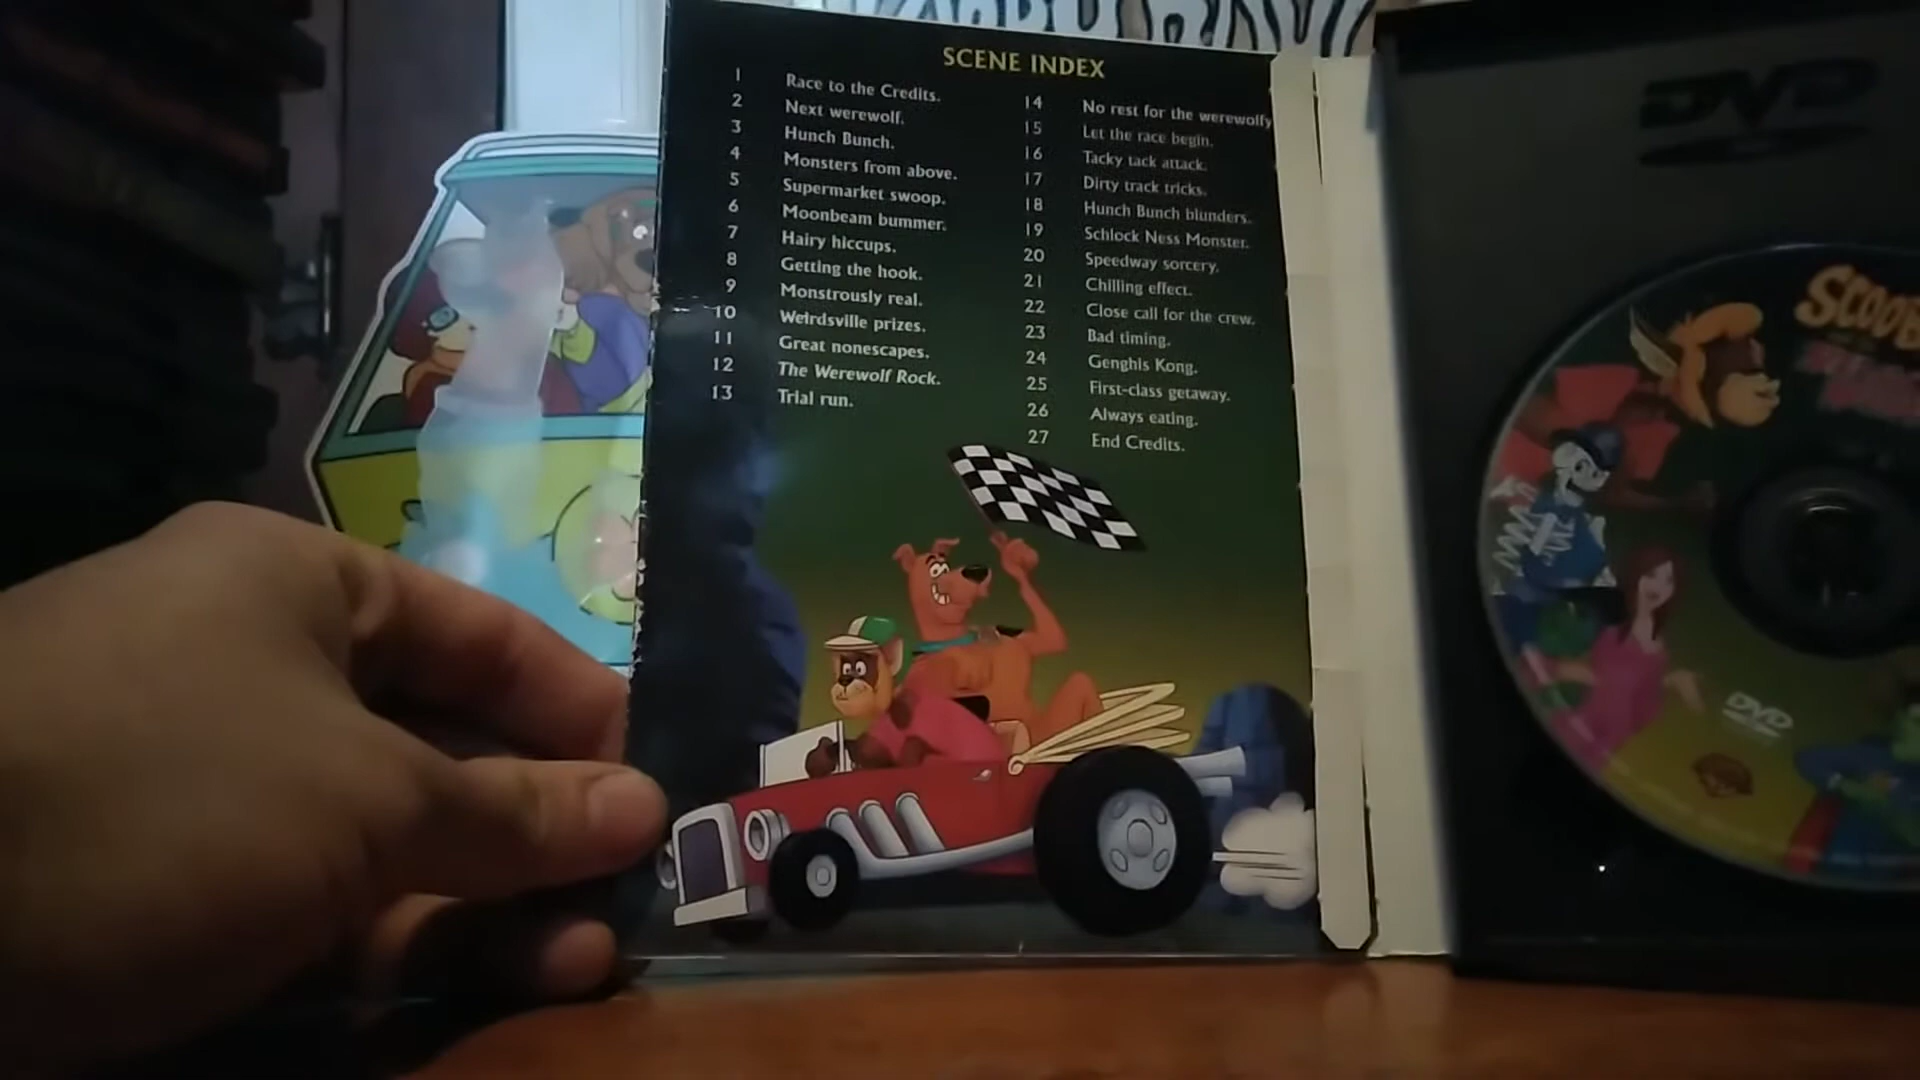 SCENE INDEX
1 Race to the Credits.
2 Next werewolf.
3 Hunch Bunch.
4 Monsters from above.
5 Supermarket swoop.
6 Moonbeam bummer.
7 Hairy hiccups.
8 Getting the hook.
9 Monstrously real.
10 Weirdsville prizes.
11 Great nonescapes.
12 The Werewolf Rock.
13 Trial run.
14 No rest for the werewolfy
15 Let the race begin.
16 Tacky tack attack.
17 Dirty track tricks.
18 Hunch Bunch blunders.
19 Schlock Ness Monster.
20 Speedway sorcery.
21 Chilling effect.
22 Close call for the crew.
23 Bad timing.
24 Genghis Kong.
25 First-class getaway.
26 Always eating.
27 End Credits.
DVD
SCOOB
DVD